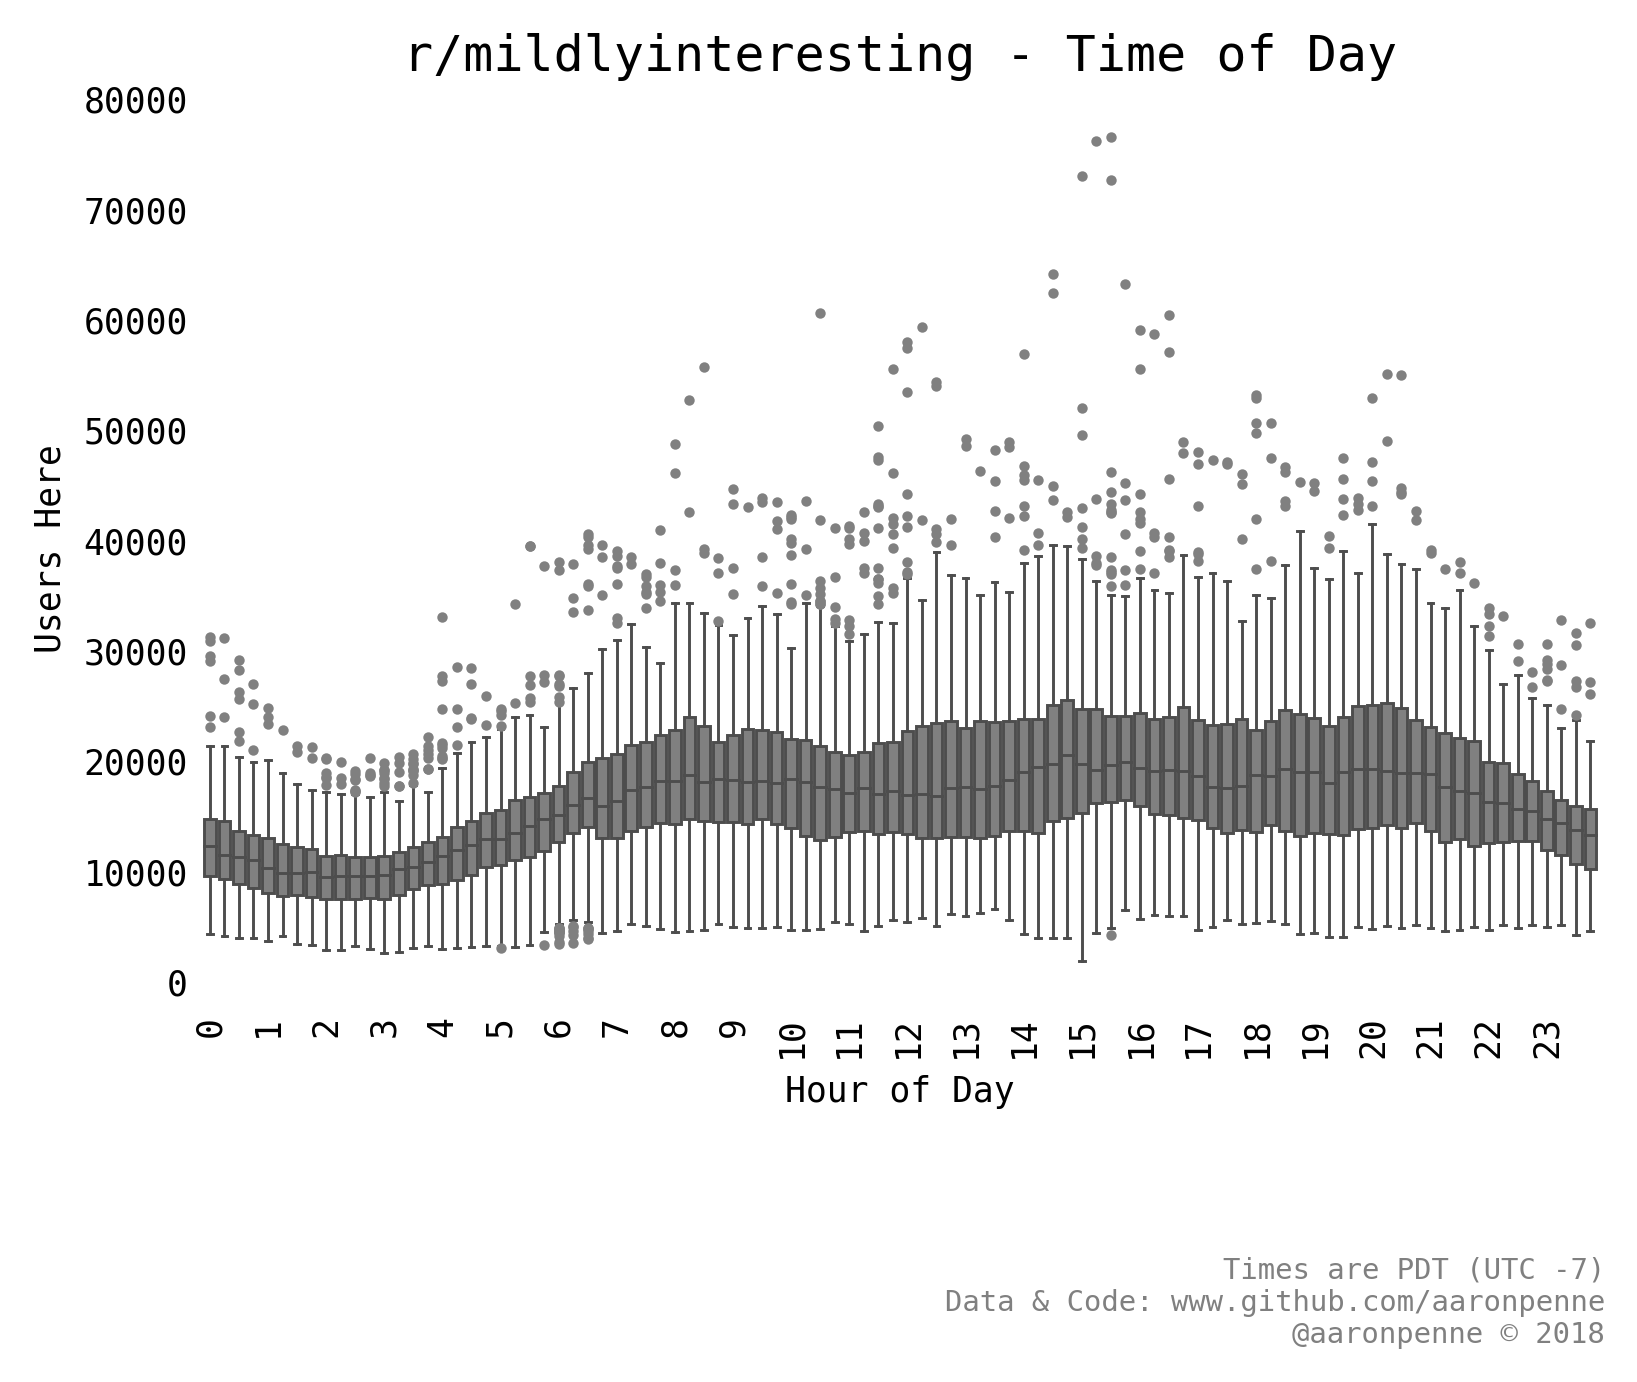 r/mildlyinteresting - Time of Day
80000
70000
60000
50000
40000
30000
20000
10000
0
Users Here
0 1 2 3 4 5 6 7 8 9 10 11 12 13 14 15 16 17 18 19 20 21 22 23
Hour of Day
Times are PDT (UTC -7)
Data & Code: www.github.com/aaronpenne
@aaronpenne © 2018